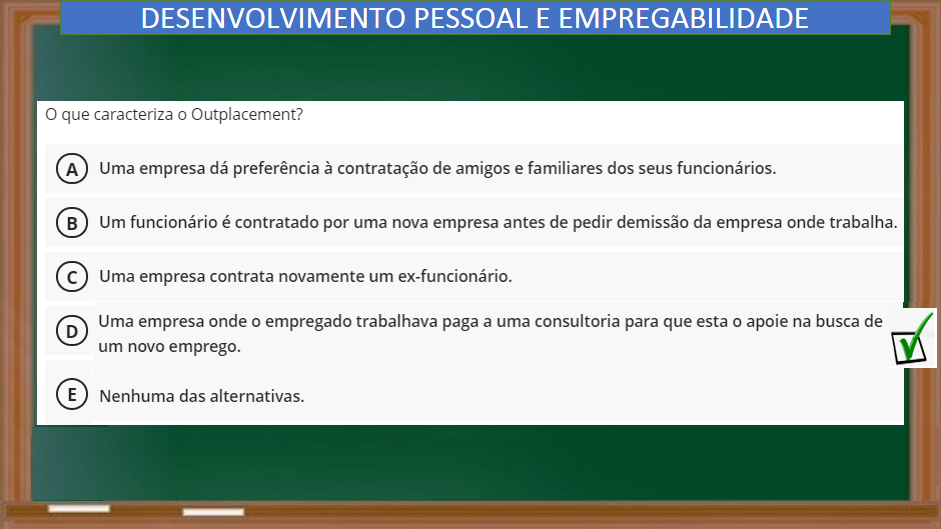 DESENVOLVIMENTO PESSOAL E EMPREGABILIDADE
O que caracteriza o Outplacement?
A Uma empresa dá preferência à contratação de amigos e familiares dos seus funcionários.
B Um funcionário é contratado por uma nova empresa antes de pedir demissão da empresa onde trabalha.
C Uma empresa contrata novamente um ex-funcionário.
D Uma empresa onde o empregado trabalhava paga a uma consultoria para que esta o apoie na busca de
um novo emprego.
E Nenhuma das alternativas.